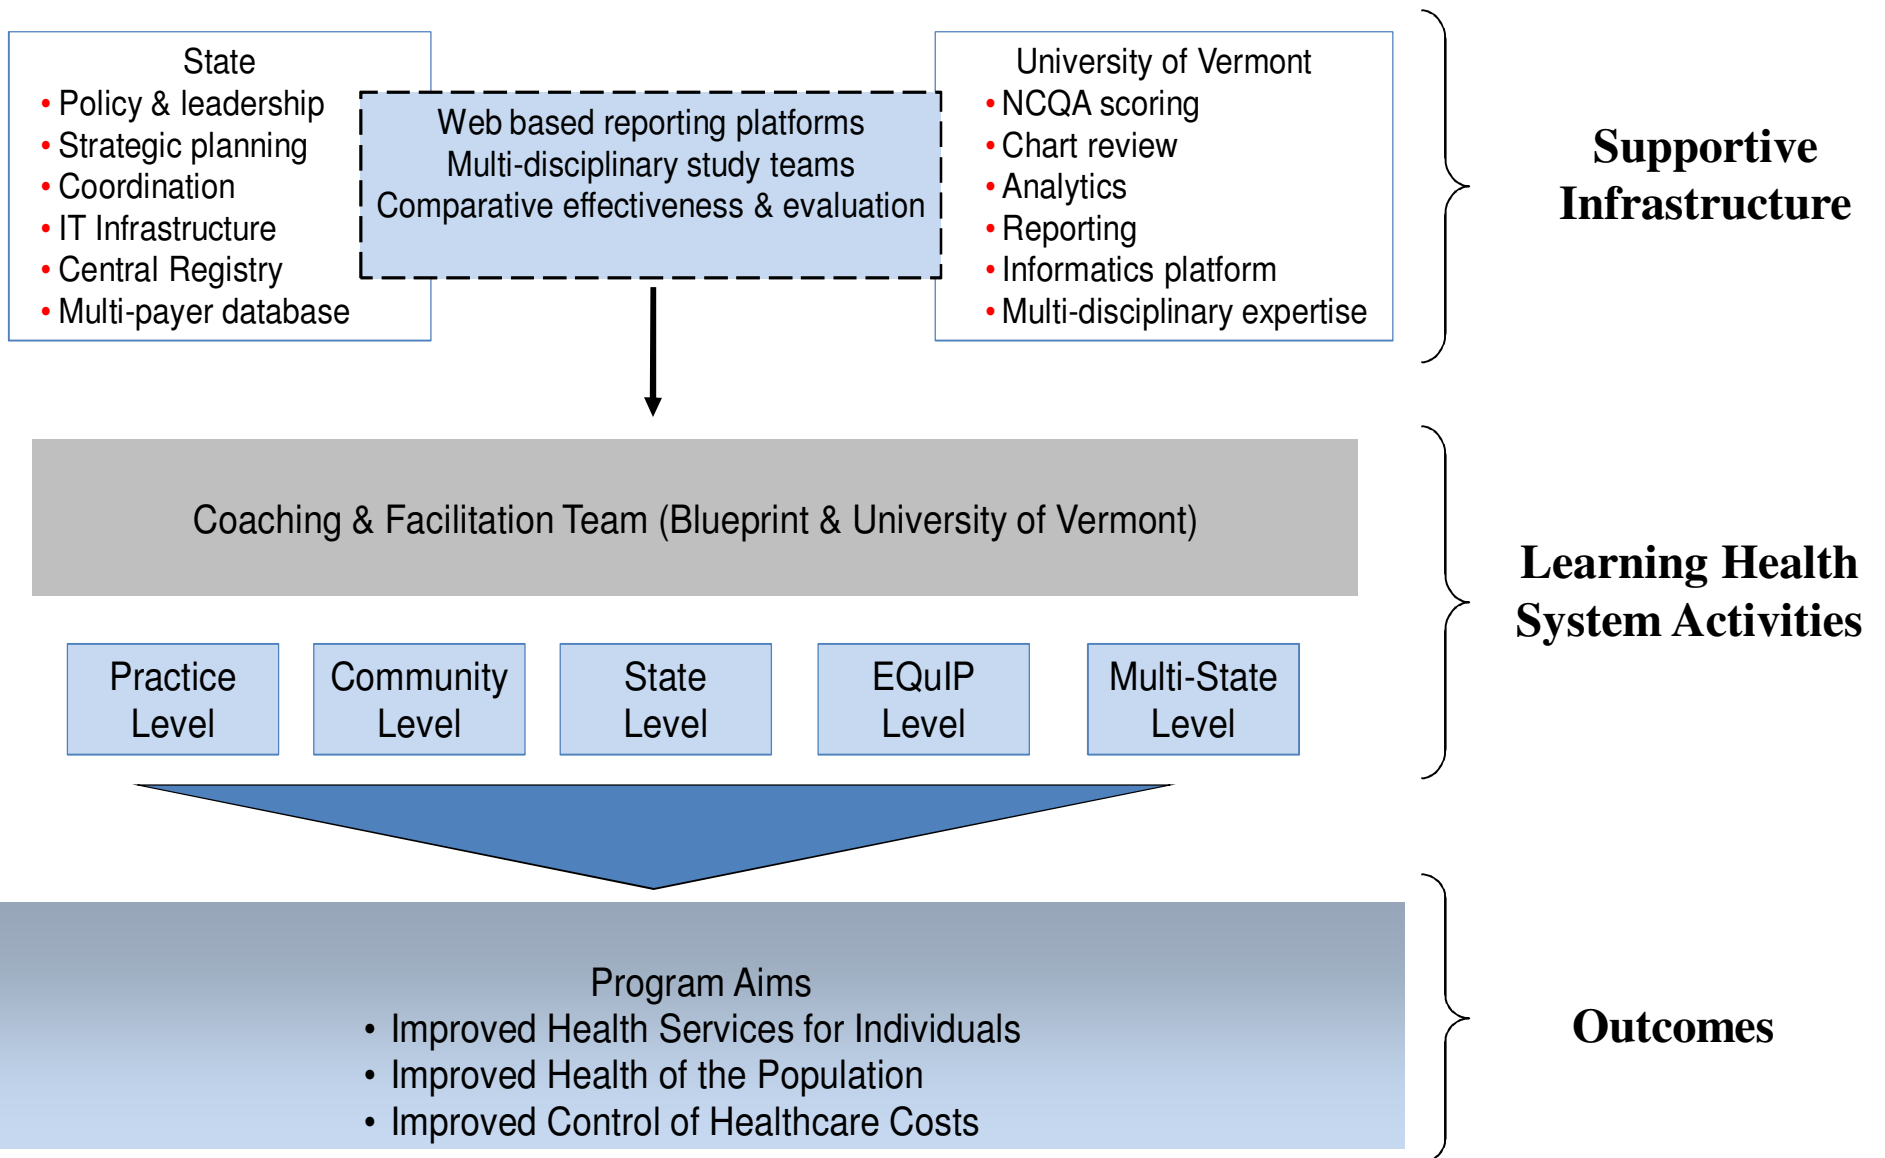 State
• Policy & leadership
• Strategic planning
• Coordination
• IT Infrastructure
• Central Registry
• Multi-payer database
Web based reporting platforms
Multi-disciplinary study teams
Comparative effectiveness & evaluation
University of Vermont
• NCQA scoring
• Chart review
• Analytics
• Reporting
• Informatics platform
• Multi-disciplinary expertise
Supportive
Infrastructure
Coaching & Facilitation Team (Blueprint & University of Vermont)
Practice
Level
Community
Level
State
Level
EQuIP
Level
Multi-State
Level
Learning Health
System Activities
Program Aims
• Improved Health Services for Individuals
• Improved Health of the Population
• Improved Control of Healthcare Costs
Outcomes